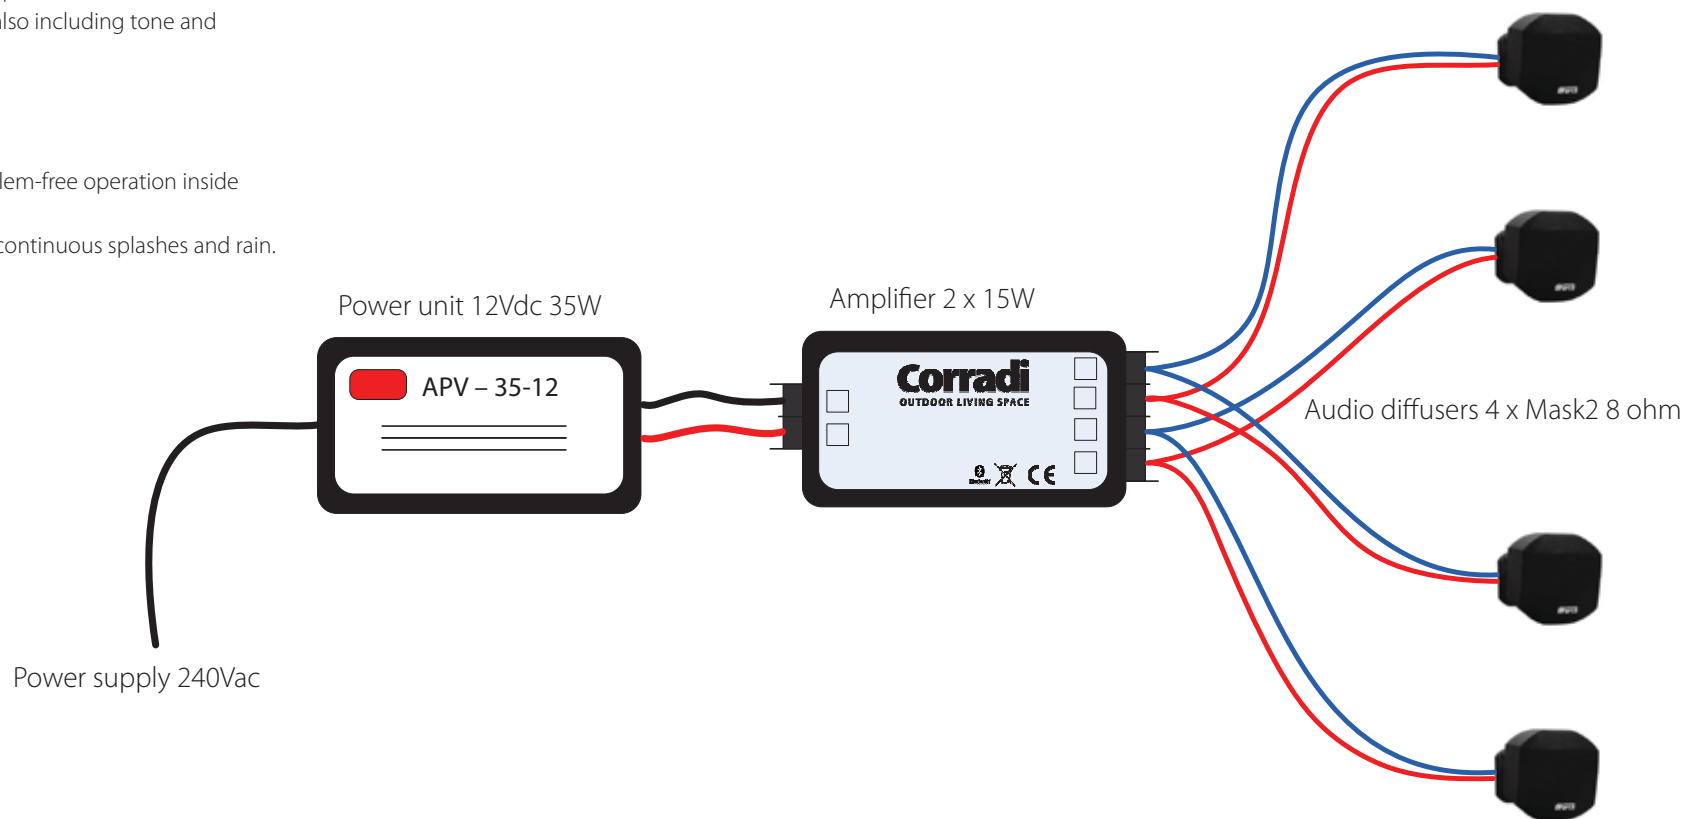 also including tone and
lem-free operation inside
continuous splashes and rain.
Power unit 12Vdc 35W
Amplifier 2 x 15W
APV – 35-12
Corradi
OUTDOOR LIVING SPACE
CE
Audio diffusers 4 x Mask2 8 ohm
Power supply 240Vac